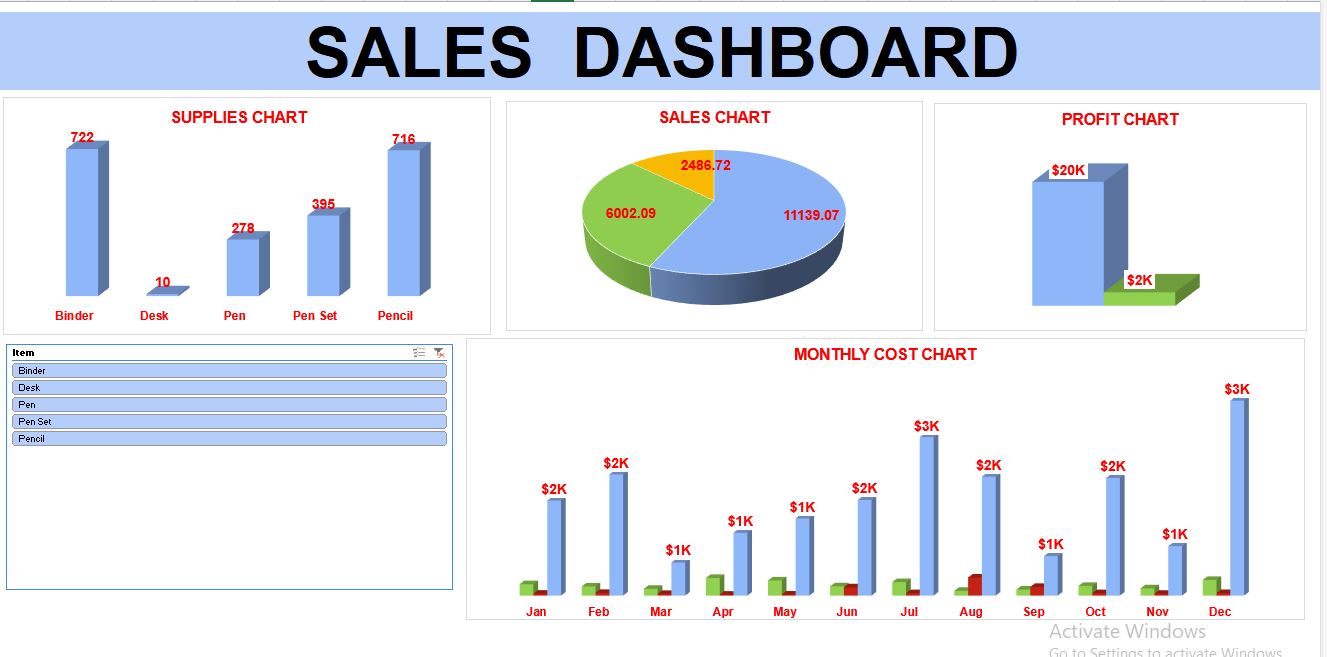 SALES DASHBOARD
SUPPLIES CHART
722
10
278
395
716
Binder Desk Pen Pen Set Pencil
SALES CHART
2486.72
6002.09
11139.07
PROFIT CHART
$20K
$2K
Item
Binder
Desk
Pen
Pen Set
Pencil
MONTHLY COST CHART
$2K
$2K
$1K
$1K
$1K
$2K
$3K
$2K
$1K
$2K
$1K
$3K
Jan Feb Mar Apr May Jun Jul Aug Sep Oct Nov Dec
Activate Windows
Go to Settings to activate Windows.